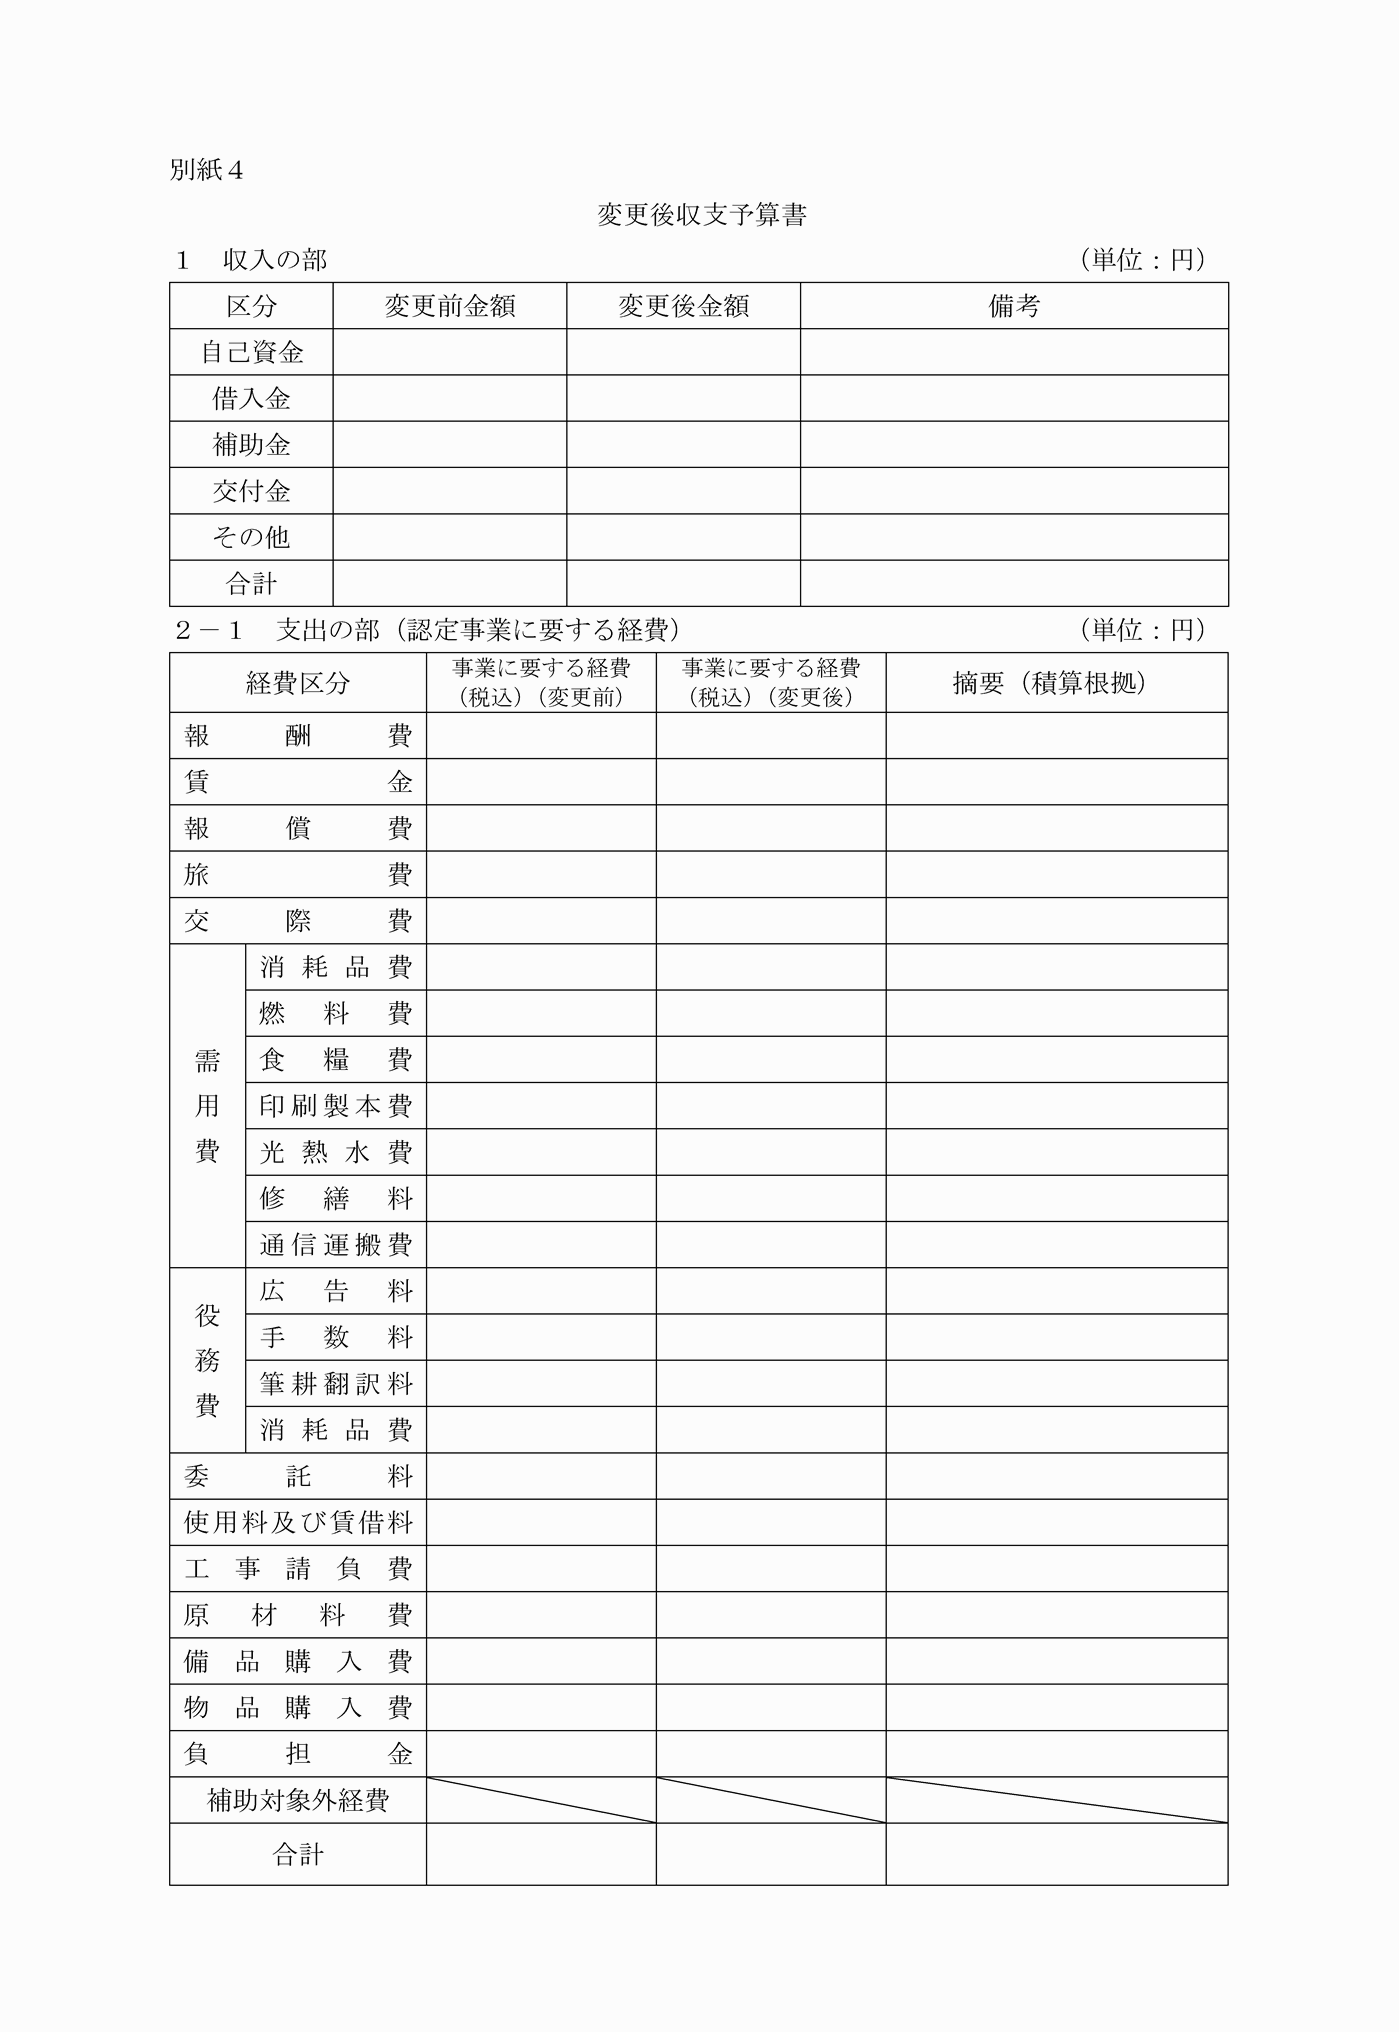 別紙４
変更後収支予算書
１　収入の部　（単位：円）
区分　変更前金額　変更後金額　備考
自己資金
借入金
補助金
交付金
その他
合計
２－１　支出の部（認定事業に要する経費）　（単位：円）
経費区分　事業に要する経費（税込）（変更前）　事業に要する経費（税込）（変更後）　摘要（積算根拠）
報酬費
賃金
報償費
旅費
交際費
需用費
消耗品費
燃料費
食糧費
印刷製本費
光熱水費
修繕料
通信運搬費
役務費
広告料
手数料
筆耕翻訳料
消耗品費
委託料
使用料及び賃借料
工事請負費
原材料費
備品購入費
物品購入費
負担金
補助対象外経費
合計